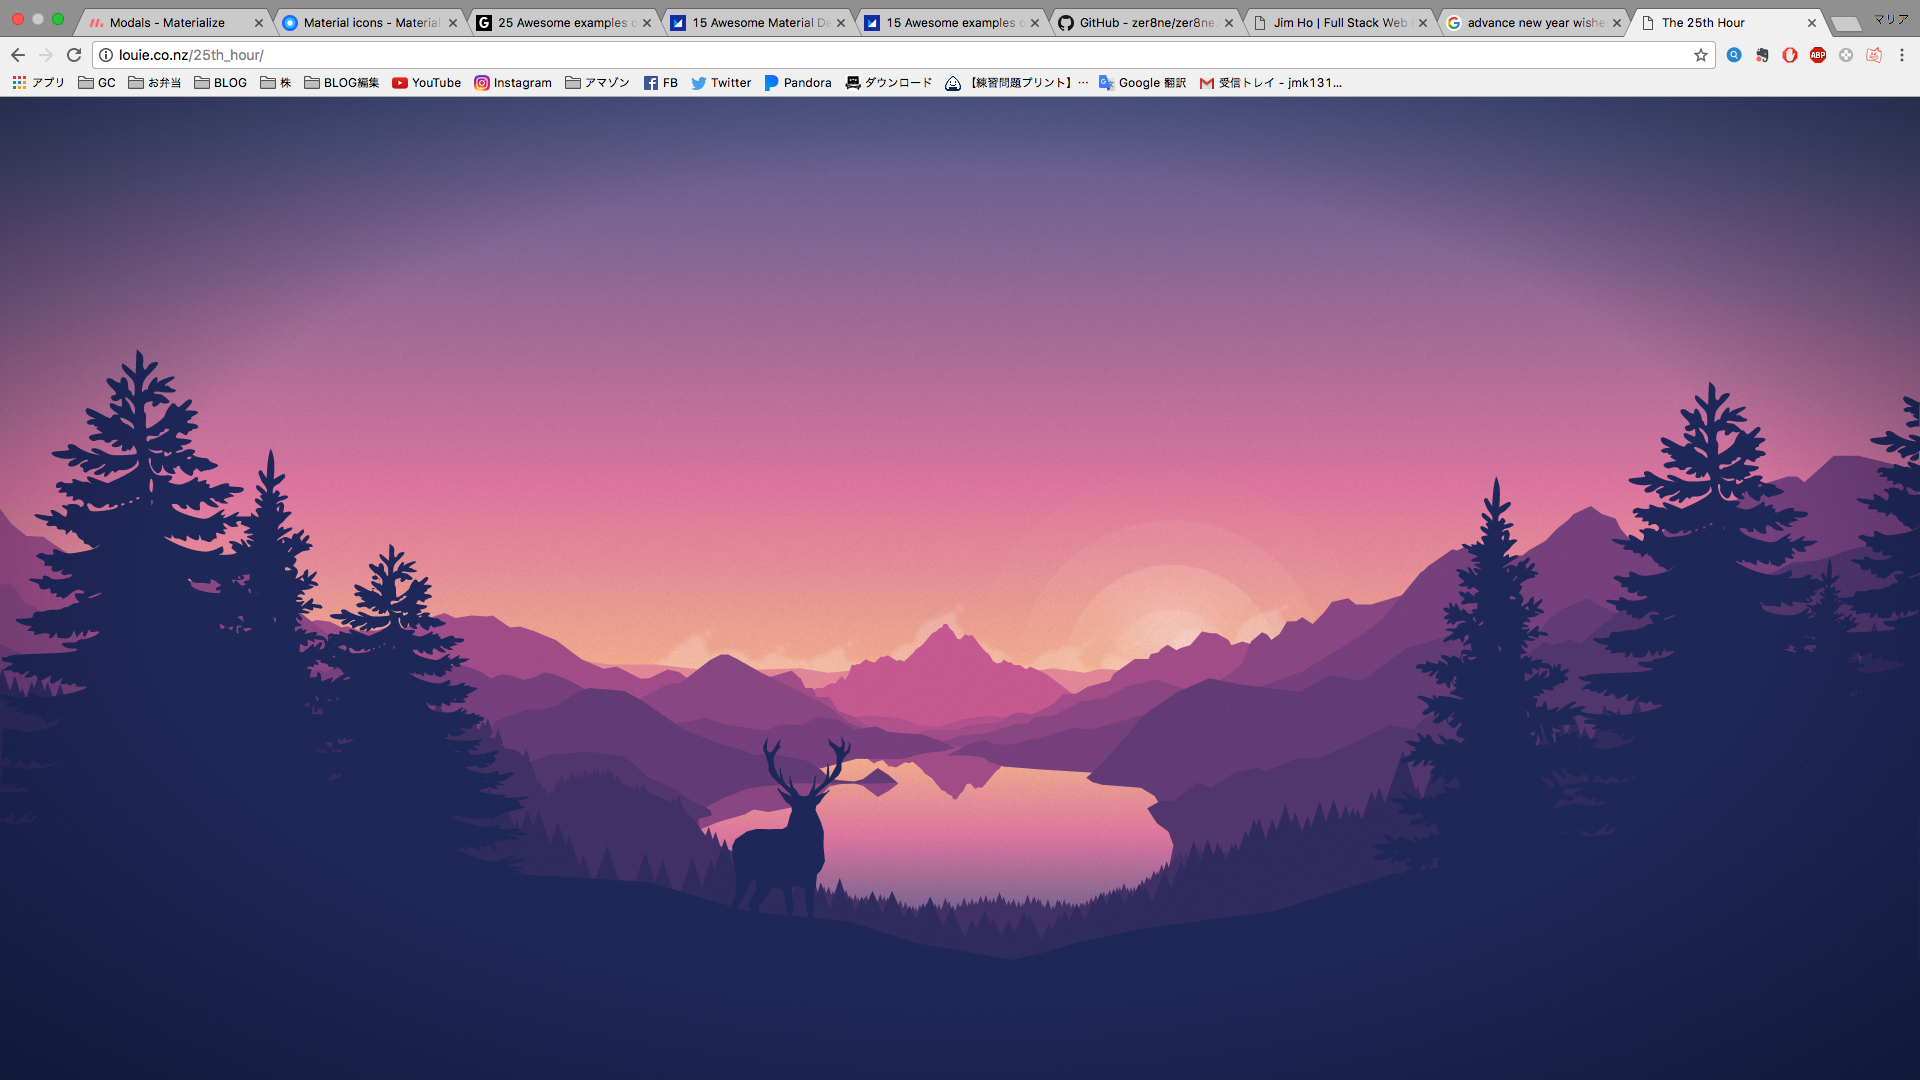 Modals - Materialize
Material icons - Material
25 Awesome examples o
15 Awesome Material De
15 Awesome examples o
GitHub - zer8ne/zer8ne.
Jim Ho | Full Stack Web
advance new year wishe
The 25th Hour
マリア
louie.co.nz/25th_hour/
ABP
アプリ GC お弁当 BLOG 株 BLOG編集 YouTube Instagram アマゾン FB Twitter Pandora ダウンロード 【練習問題プリント】… Google 翻訳 受信トレイ - jmk131...